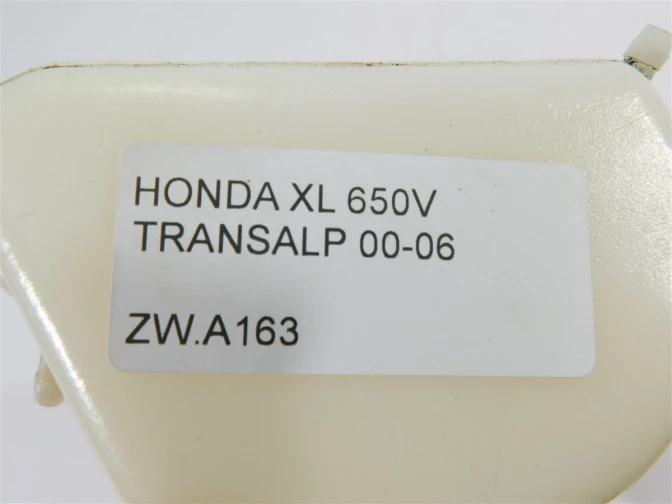 HONDA XL 650V
TRANSALP 00-06
ZW.A163